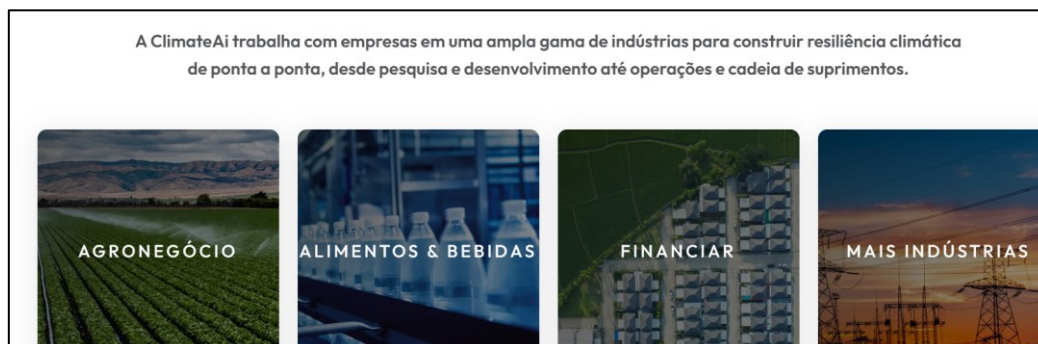 A ClimateAi trabalha com empresas em uma ampla gama de indústrias para construir resiliência climática
de ponta a ponta, desde pesquisa e desenvolvimento até operações e cadeia de suprimentos.
AGRONEGÓCIO
ALIMENTOS & BEBIDAS
FINANCIAR
MAIS INDÚSTRIAS